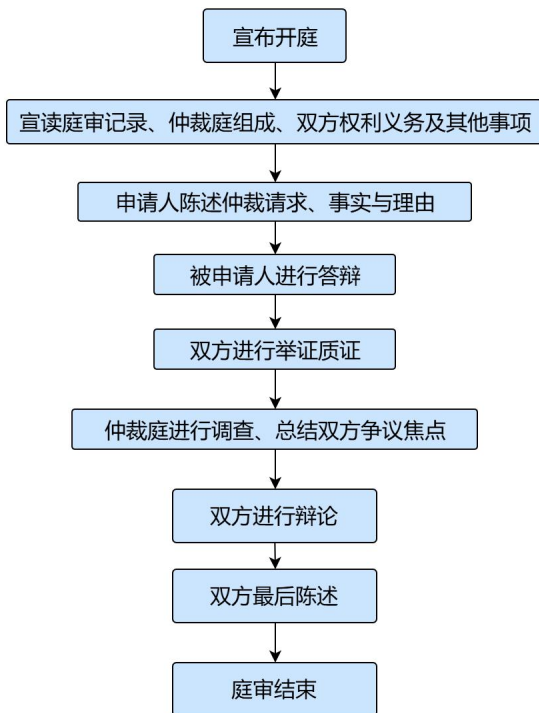 宣布开庭
宣读庭审记录、仲裁庭组成、双方权利义务及其他事项
申请人陈述仲裁请求、事实与理由
被申请人进行答辩
双方进行举证质证
仲裁庭进行调查、总结双方争议焦点
双方进行辩论
双方最后陈述
庭审结束